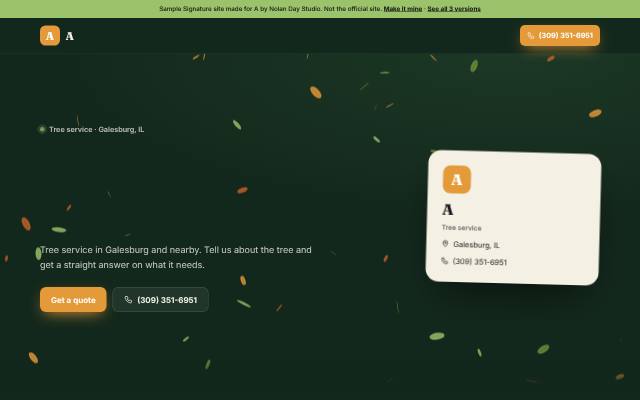 Sample Signature site made for A by Nolan Day Studio. Not the official site. Make it mine · See all 3 versions
A A
(309) 351-6951
Tree service · Galesburg, IL
Tree service in Galesburg and nearby. Tell us about the tree and
get a straight answer on what it needs.
Get a quote
(309) 351-6951
A
A
Tree service
Galesburg, IL
(309) 351-6951